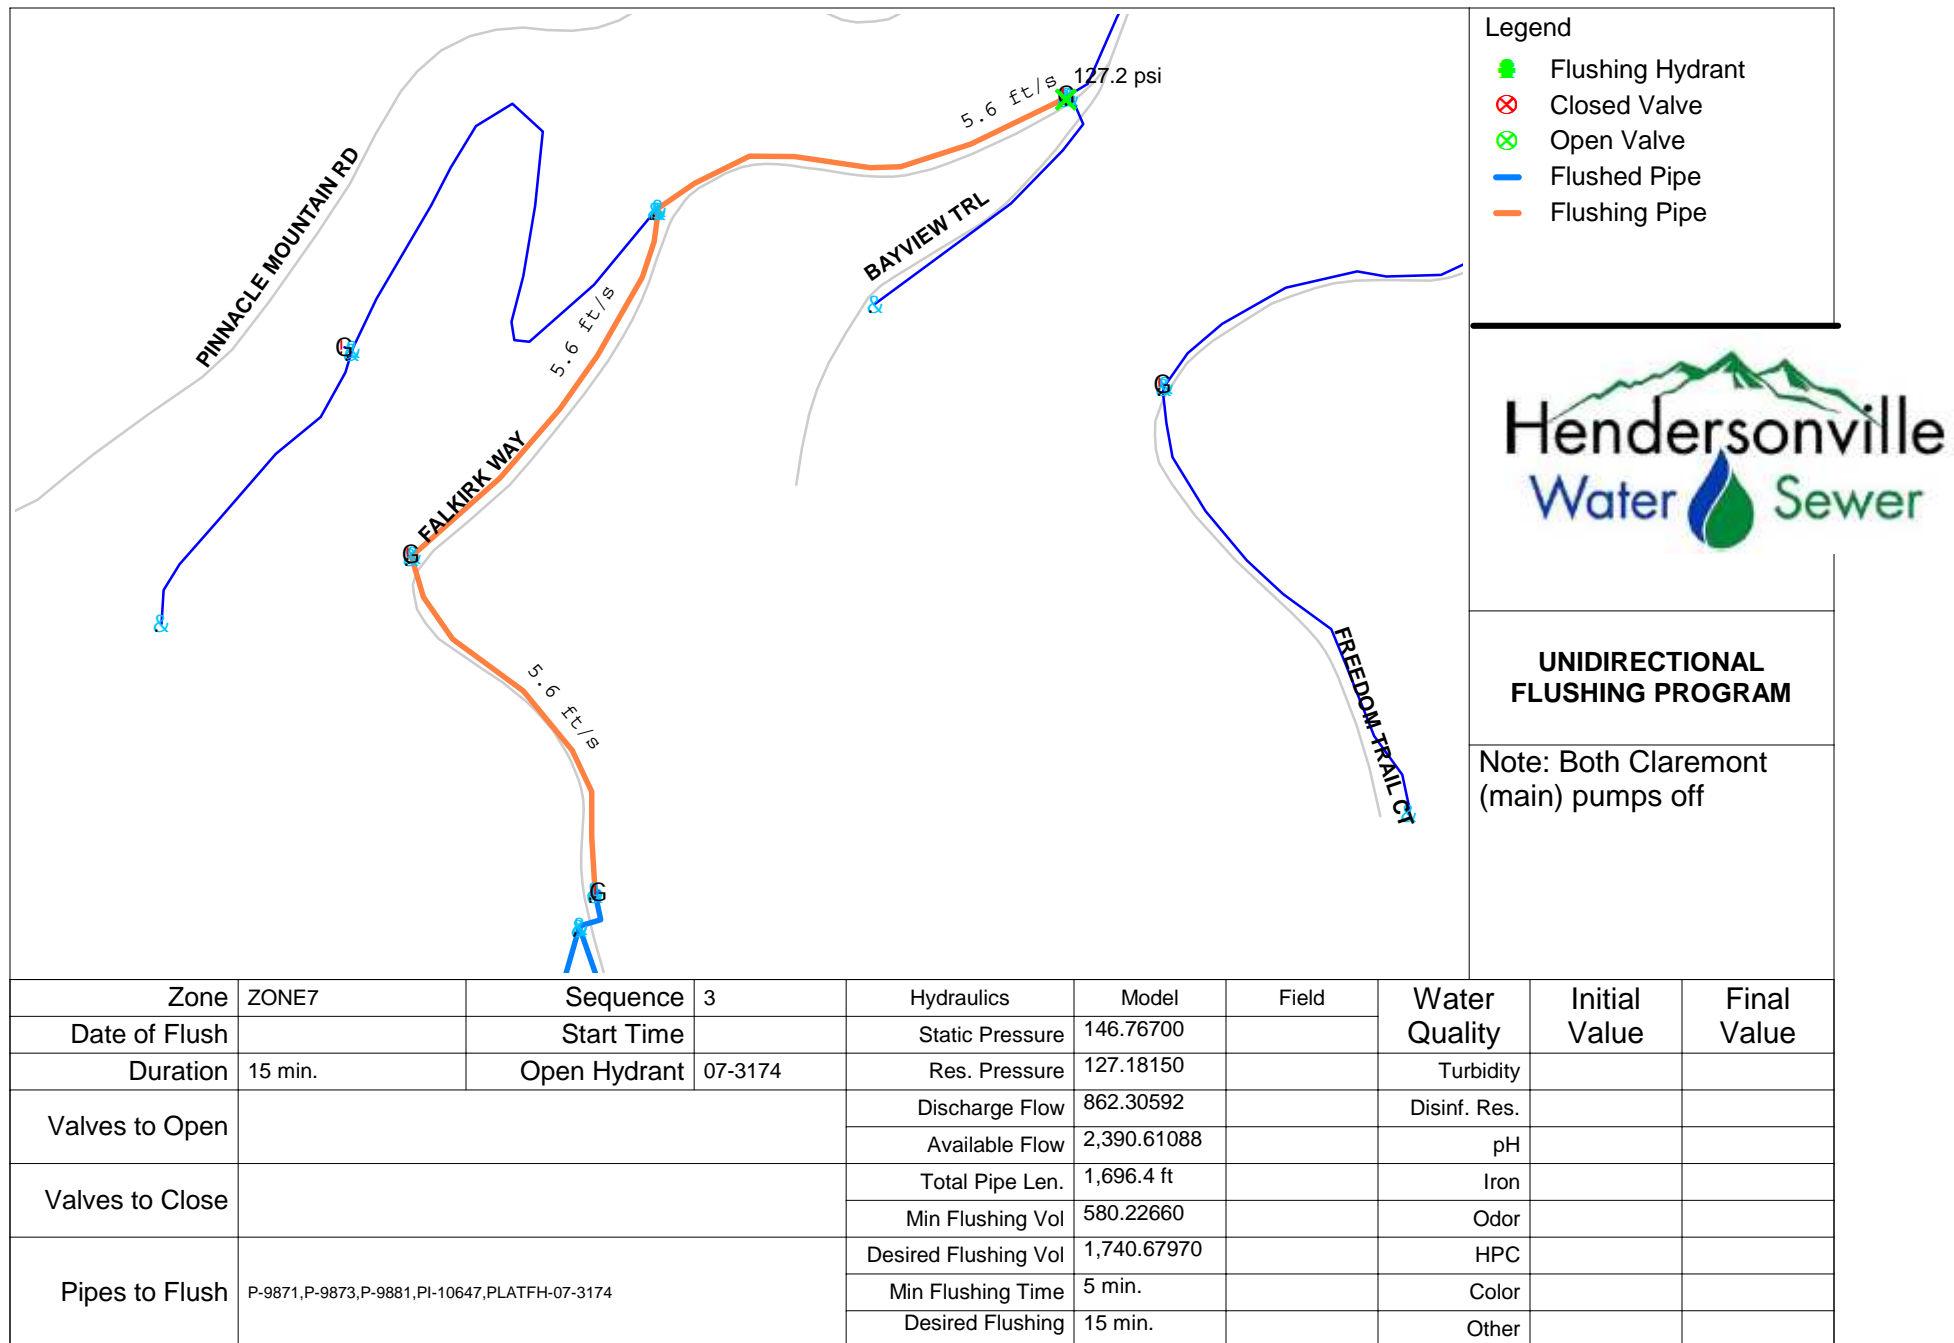 Legend
Flushing Hydrant
Closed Valve
Open Valve
Flushed Pipe
Flushing Pipe
127.2 psi
5.6 ft/s
PINNACLE MOUNTAIN RD
BAYVIEW TRL
5.6 ft/s
G
G
FALKIRK WAY
G
5.6 ft/s
FREEDOM TRAIL CT
G
&
&
&
Hendersonville
Water Sewer
UNIDIRECTIONAL
FLUSHING PROGRAM
Note: Both Claremont
(main) pumps off
Zone ZONE7 Sequence 3 Hydraulics Model Field Water Quality Initial Value Final Value
Date of Flush Start Time Static Pressure 146.76700
Duration 15 min. Open Hydrant 07-3174 Res. Pressure 127.18150 Turbidity
Valves to Open Discharge Flow 862.30592 Disinf. Res.
Available Flow 2,390.61088 pH
Valves to Close Total Pipe Len. 1,696.4 ft Iron
Min Flushing Vol 580.22660 Odor
Pipes to Flush P-9871,P-9873,P-9881,PI-10647,PLATFH-07-3174 Desired Flushing Vol 1,740.67970 HPC
Min Flushing Time 5 min. Color
Desired Flushing 15 min. Other